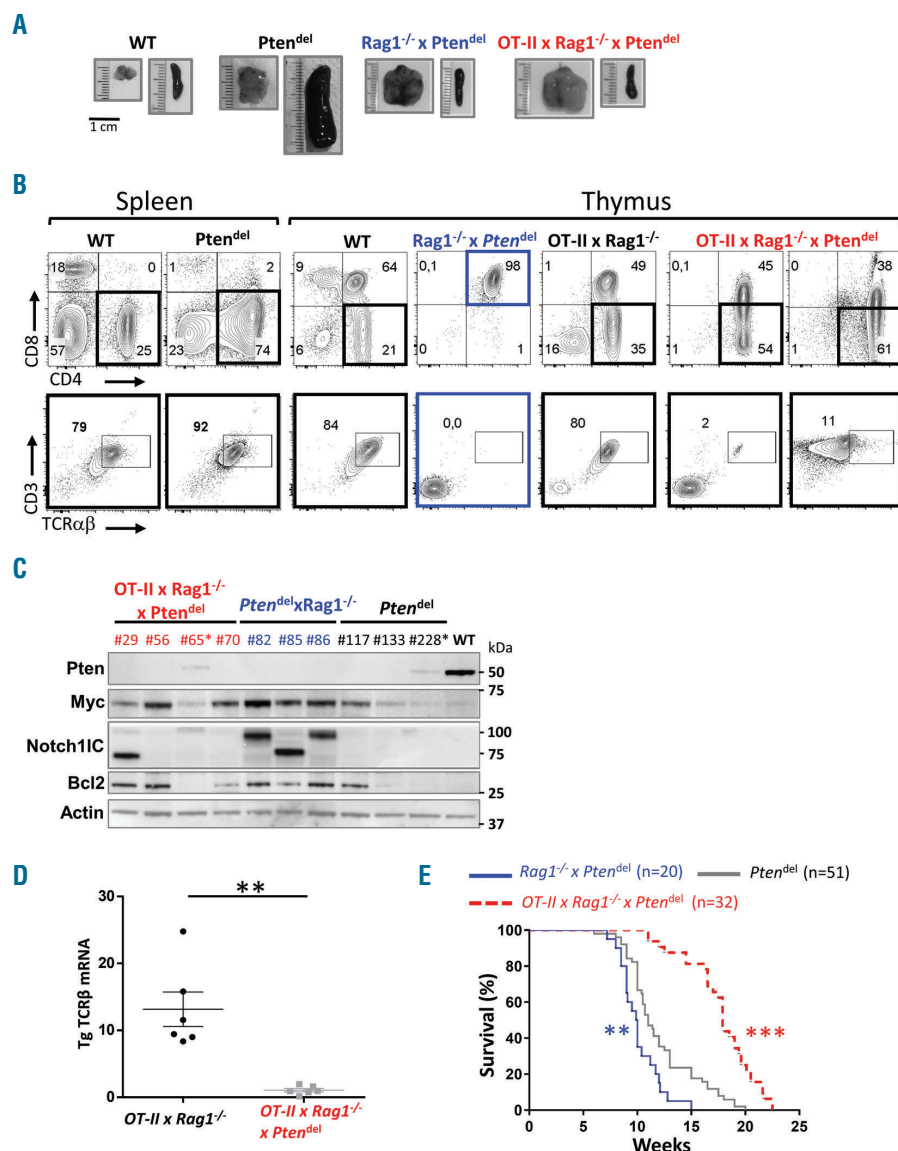 A
WT
Pten^del
Rag1^-/- x Pten^del
OT-II x Rag1^-/- x Pten^del
1 cm
B
Spleen
Thymus
WT
Pten^del
WT
Rag1^-/- x Pten^del
OT-II x Rag1^-/-
OT-II x Rag1^-/- x Pten^del
18 0 1 2 9 64 0,1 98 1 49 0,1 45 0 38
57 25 23 74 6 21 0 1 16 35 1 54 1 61
CD8
CD4
79 92 84 0,0 80 2 11
CD3
TCRαβ
C
OT-II x Rag1^-/-
x Pten^del
Pten^delxRag1^-/-
Pten^del
#29 #56 #65* #70 #82 #85 #86 #117 #133 #228* WT
kDa
Pten
50
75
Myc
100
Notch1IC
75
Bcl2
25
Actin
37
D
**
Tg TCRβ mRNA
30
20
10
0
OT-II x Rag1^-/-
OT-II x Rag1^-/-
x Pten^del
E
Rag1^-/- x Pten^del (n=20)
Pten^del (n=51)
OT-II x Rag1^-/- x Pten^del (n=32)
Survival (%)
100
80
60
40
20
0
**
***
0 5 10 15 20 25
Weeks